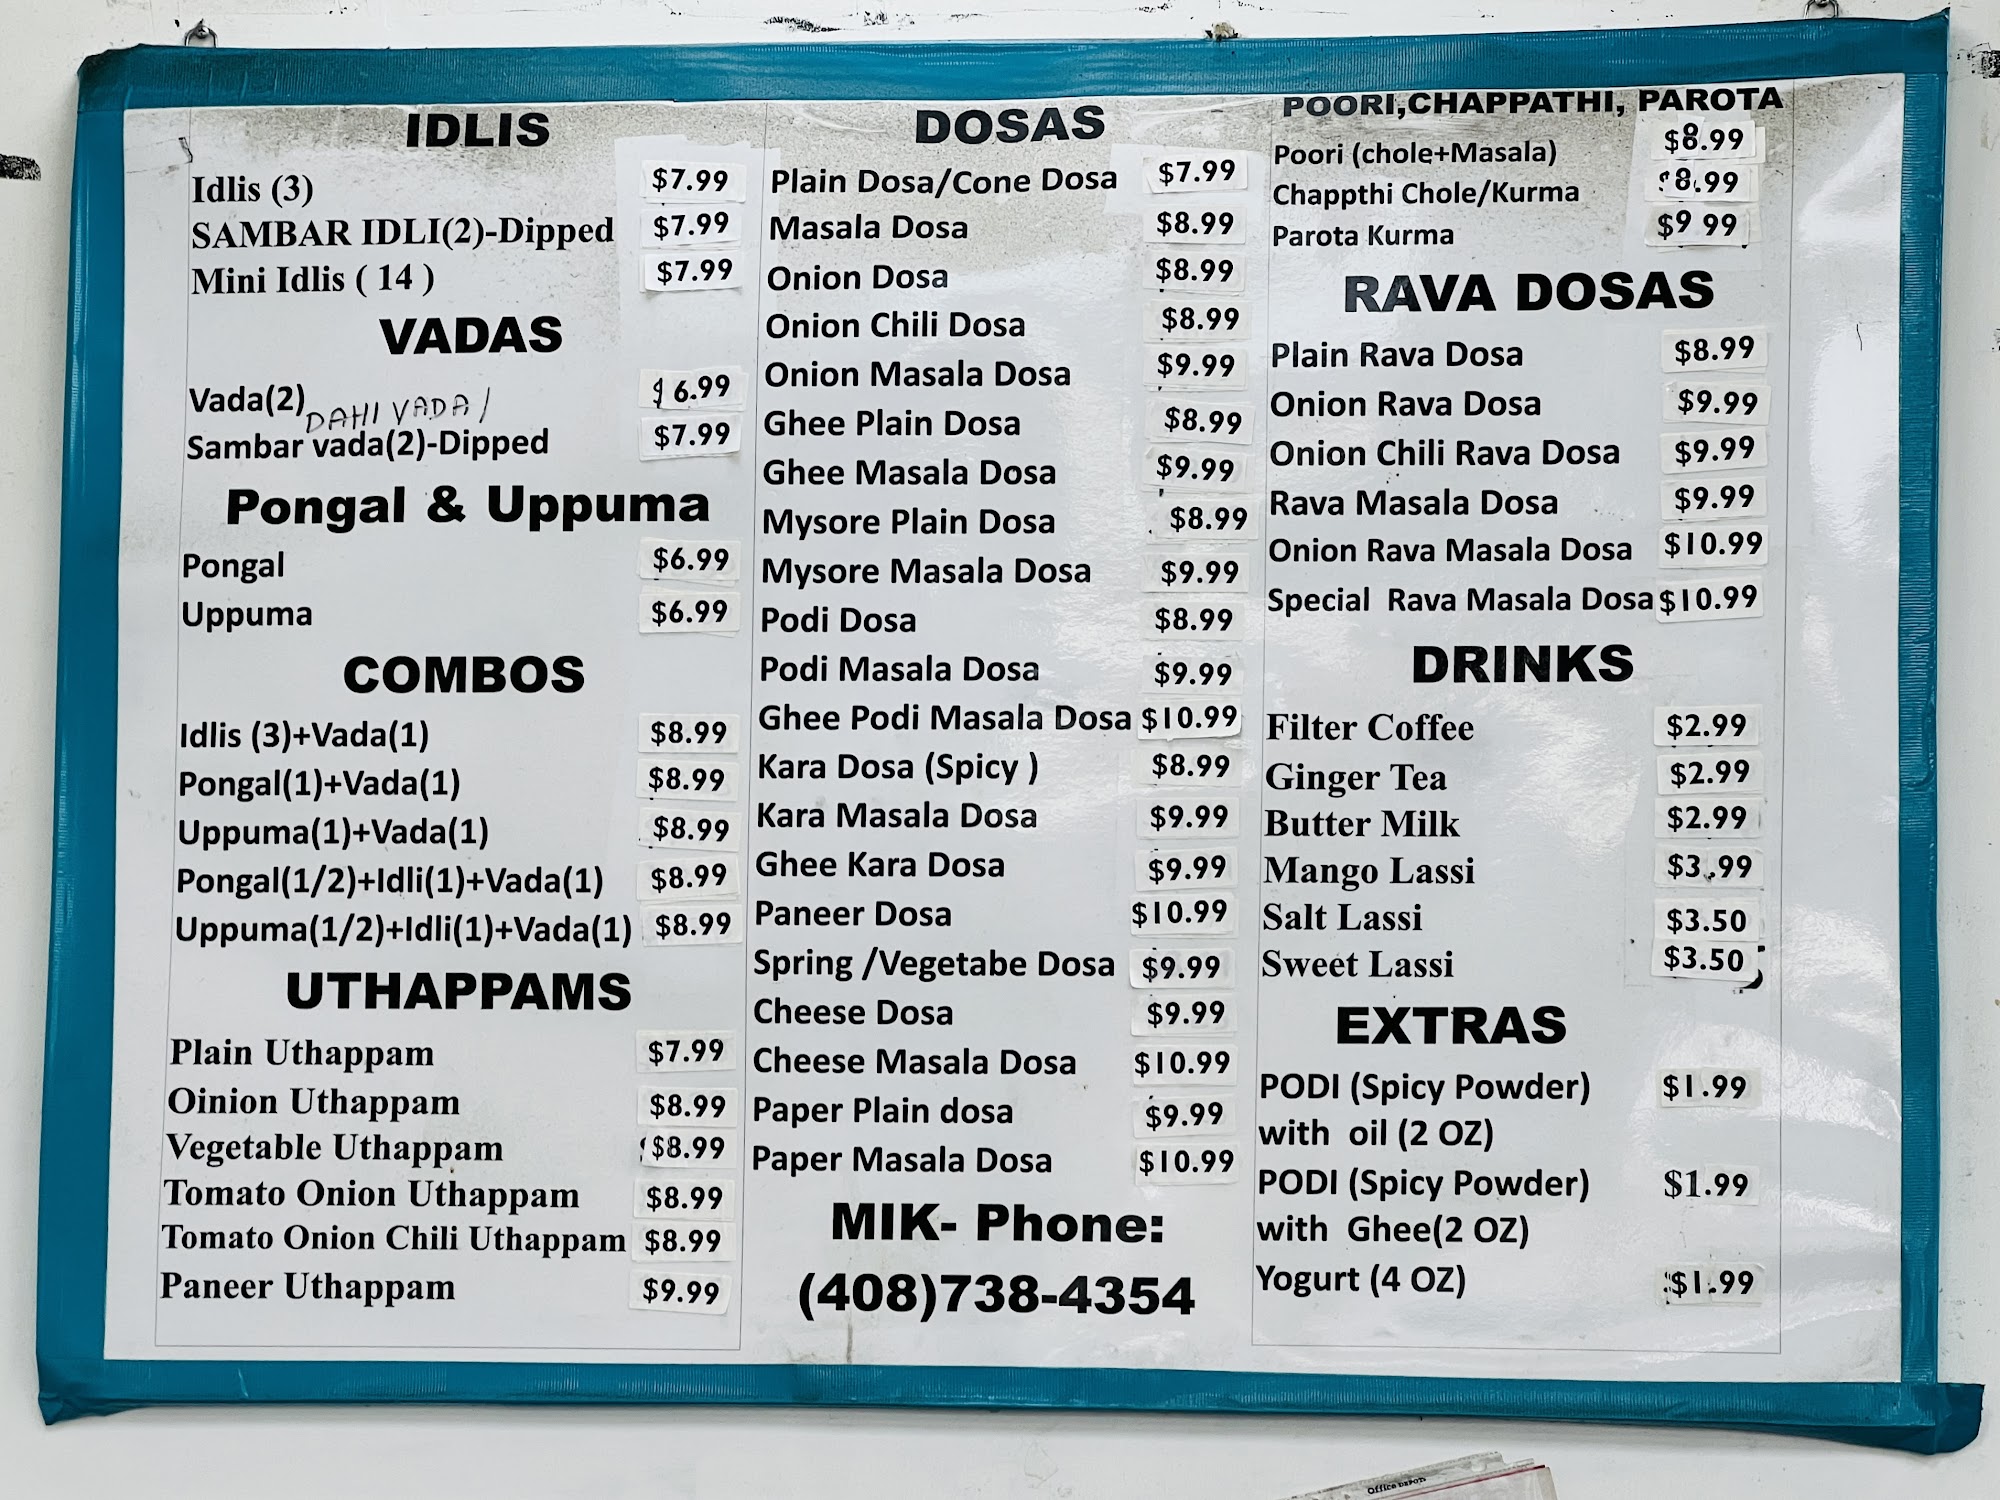 IDLIS
Idlis (3) $7.99
SAMBAR IDLI(2)-Dipped $7.99
Mini Idlis ( 14 ) $7.99
VADAS
Vada(2) $6.99
DAHI VADA/
Sambar vada(2)-Dipped $7.99
Pongal & Uppuma
Pongal $6.99
Uppuma $6.99
COMBOS
Idlis (3)+Vada(1) $8.99
Pongal(1)+Vada(1) $8.99
Uppuma(1)+Vada(1) $8.99
Pongal(1/2)+Idli(1)+Vada(1) $8.99
Uppuma(1/2)+Idli(1)+Vada(1) $8.99
UTHAPPAMS
Plain Uthappam $7.99
Oinion Uthappam $8.99
Vegetable Uthappam $8.99
Tomato Onion Uthappam $8.99
Tomato Onion Chili Uthappam $8.99
Paneer Uthappam $9.99
DOSAS
Plain Dosa/Cone Dosa $7.99
Masala Dosa $8.99
Onion Dosa $8.99
Onion Chili Dosa $8.99
Onion Masala Dosa $9.99
Ghee Plain Dosa $8.99
Ghee Masala Dosa $9.99
Mysore Plain Dosa $8.99
Mysore Masala Dosa $9.99
Podi Dosa $8.99
Podi Masala Dosa $9.99
Ghee Podi Masala Dosa $10.99
Kara Dosa (Spicy ) $8.99
Kara Masala Dosa $9.99
Ghee Kara Dosa $9.99
Paneer Dosa $10.99
Spring /Vegetabe Dosa $9.99
Cheese Dosa $9.99
Cheese Masala Dosa $10.99
Paper Plain dosa $9.99
Paper Masala Dosa $10.99
MIK- Phone:
(408)738-4354
POORI,CHAPPATHI, PAROTA
Poori (chole+Masala) $8.99
Chappthi Chole/Kurma $8.99
Parota Kurma $9 99
RAVA DOSAS
Plain Rava Dosa $8.99
Onion Rava Dosa $9.99
Onion Chili Rava Dosa $9.99
Rava Masala Dosa $9.99
Onion Rava Masala Dosa $10.99
Special Rava Masala Dosa $10.99
DRINKS
Filter Coffee $2.99
Ginger Tea $2.99
Butter Milk $2.99
Mango Lassi $3.99
Salt Lassi $3.50
Sweet Lassi $3.50
EXTRAS
PODI (Spicy Powder) $1.99
with oil (2 OZ)
PODI (Spicy Powder) $1.99
with Ghee(2 OZ)
Yogurt (4 OZ) $1.99
Office